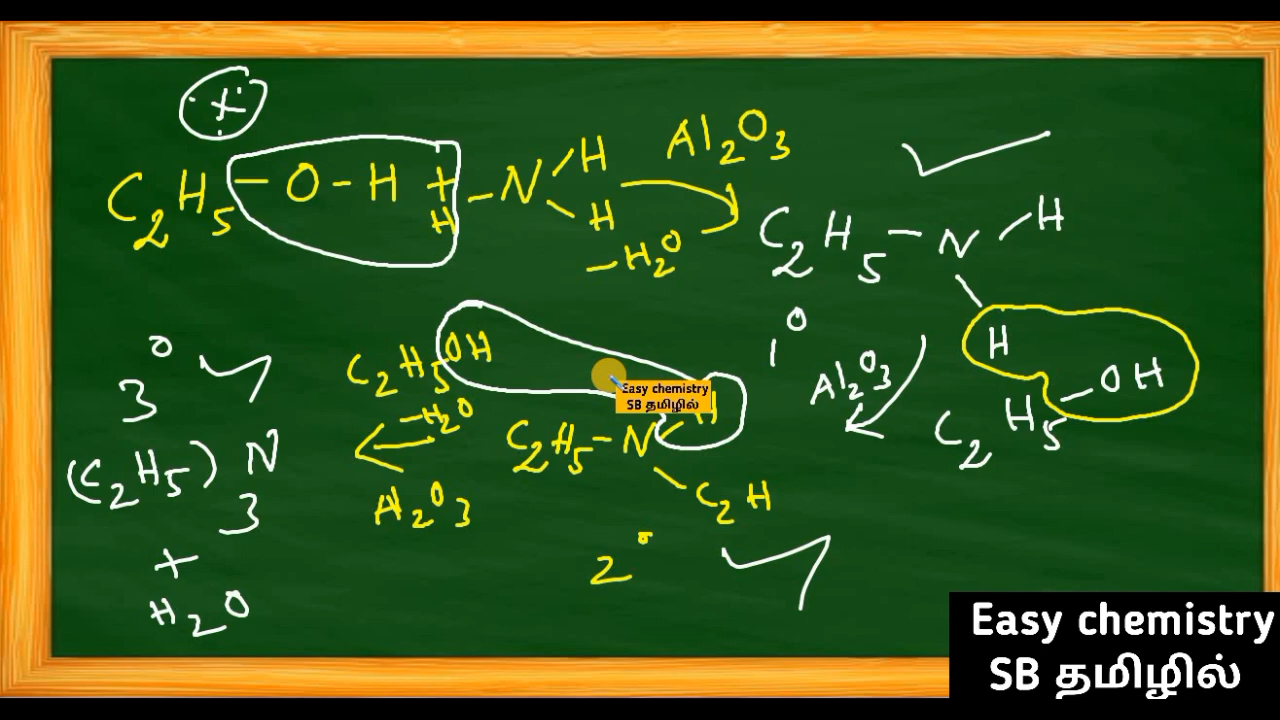 x
C₂H₅ – O – H + H – N
H
H
Al₂O₃
–H₂O
C₂H₅ – N
H
H
1°
Al₂O₃
C₂H₅ – OH
C₂H₅OH
–H₂O
Al₂O₃
C₂H₅ – N
H
C₂H
2°
3°
(C₂H₅)₃N
+
H₂O
Easy chemistry
SB தமிழில்
Easy chemistry
SB தமிழில்